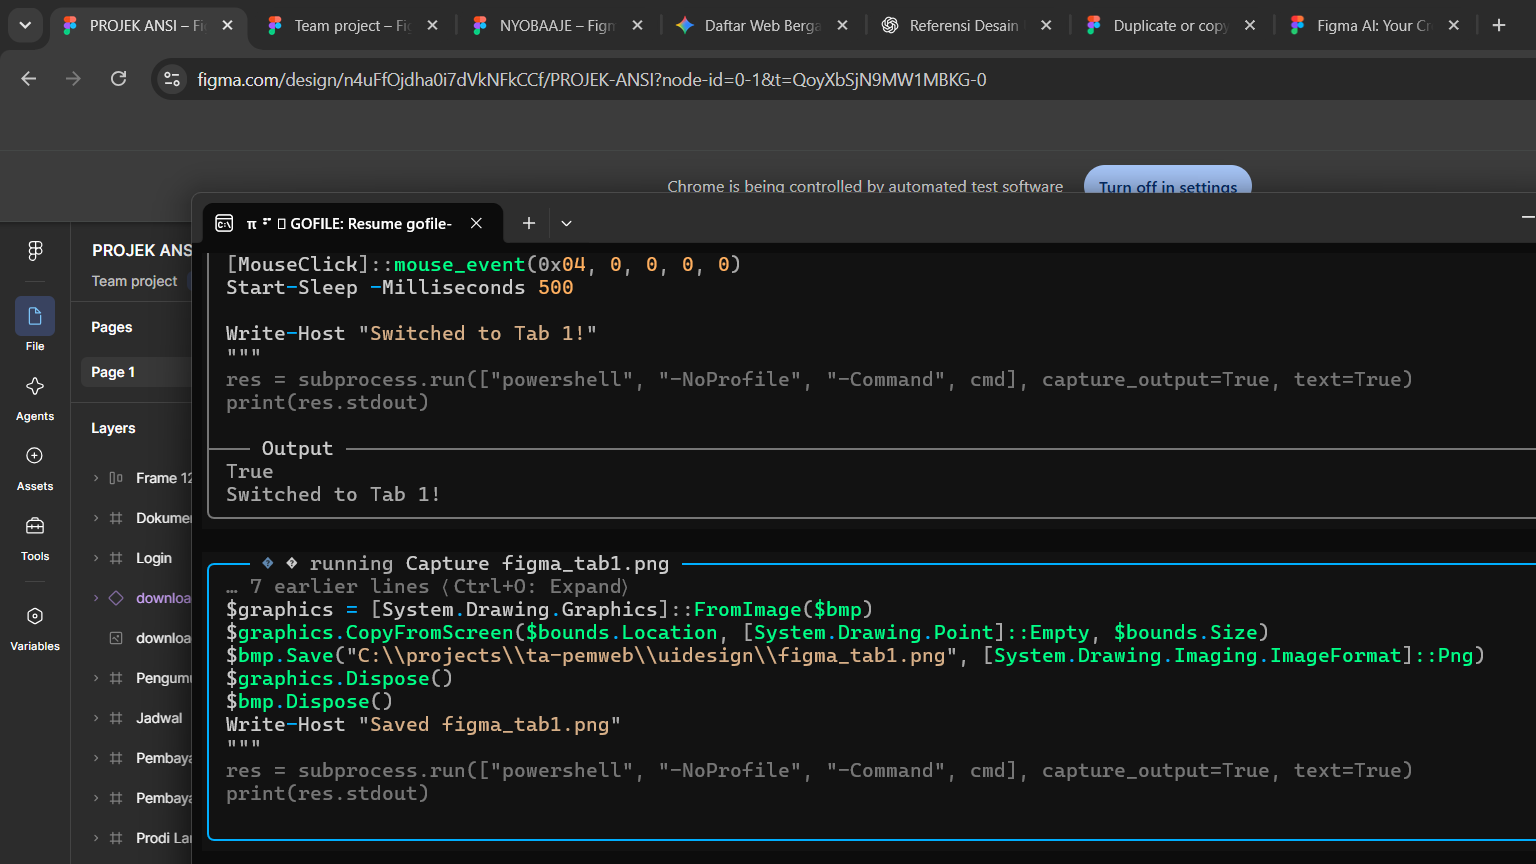 PROJEK ANSI – Fi
Team project – Fig
NYOBAAJE – Figm
Daftar Web Berga
Referensi Desain
Duplicate or copy
Figma AI: Your Cr
figma.com/design/n4uFfOjdha0i7dVkNFkCCf/PROJEK-ANSI?node-id=0-1&t=QoyXbSjN9MW1MBKG-0
Chrome is being controlled by automated test software
Turn off in settings
File
Agents
Assets
Tools
Variables
PROJEK ANS
Team project
Pages
Page 1
Layers
Frame 12
Dokume
Login
downloa
downloa
Pengum
Jadwal
Pembaya
Pembaya
Prodi La
π GOFILE: Resume gofile-
[MouseClick]::mouse_event(0x04, 0, 0, 0, 0)
Start-Sleep -Milliseconds 500
Write-Host "Switched to Tab 1!"
"""
res = subprocess.run(["powershell", "-NoProfile", "-Command", cmd], capture_output=True, text=True)
print(res.stdout)
Output
True
Switched to Tab 1!
� � running Capture figma_tab1.png
… 7 earlier lines ⟨Ctrl+O: Expand⟩
$graphics = [System.Drawing.Graphics]::FromImage($bmp)
$graphics.CopyFromScreen($bounds.Location, [System.Drawing.Point]::Empty, $bounds.Size)
$bmp.Save("C:\\projects\\ta-pemweb\\uidesign\\figma_tab1.png", [System.Drawing.Imaging.ImageFormat]::Png)
$graphics.Dispose()
$bmp.Dispose()
Write-Host "Saved figma_tab1.png"
"""
res = subprocess.run(["powershell", "-NoProfile", "-Command", cmd], capture_output=True, text=True)
print(res.stdout)